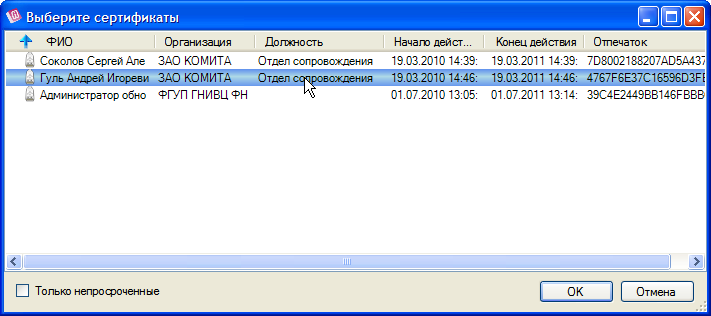 Выберите сертификаты
ФИО Организация Должность Начало дейст... Конец действия Отпечаток
Соколов Сергей Але ЗАО КОМИТА Отдел сопровождения 19.03.2010 14:39: 19.03.2011 14:39: 7D8002188207AD5A437
Гуль Андрей Игореви ЗАО КОМИТА Отдел сопровождения 19.03.2010 14:46: 19.03.2011 14:46: 4767F6E37C16596D3FE
Администратор обно ФГУП ГНИВЦ ФН 01.07.2010 13:05: 01.07.2011 13:14: 39C4E2449BB146FBBB
Только непросроченные
OK
Отмена